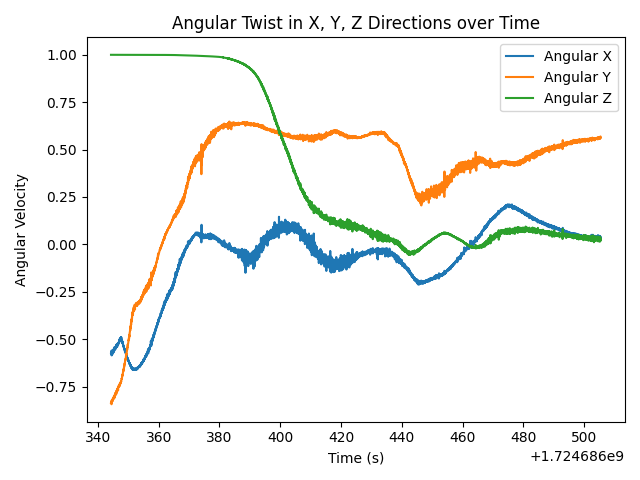 Angular Twist in X, Y, Z Directions over Time
Angular X
Angular Y
Angular Z
1.00
0.75
0.50
0.25
0.00
−0.25
−0.50
−0.75
Angular Velocity
340 360 380 400 420 440 460 480 500
Time (s)
+1.724686e9